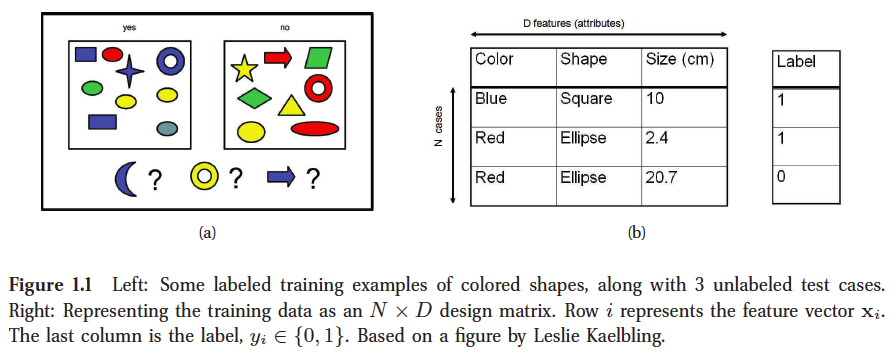 yes
no
? ? ?
(a)
D features (attributes)
N cases
Color Shape Size (cm)
Blue Square 10
Red Ellipse 2.4
Red Ellipse 20.7
Label
1
1
0
(b)
Figure 1.1 Left: Some labeled training examples of colored shapes, along with 3 unlabeled test cases.
Right: Representing the training data as an N × D design matrix. Row i represents the feature vector xᵢ.
The last column is the label, yᵢ ∈ {0, 1}. Based on a figure by Leslie Kaelbling.